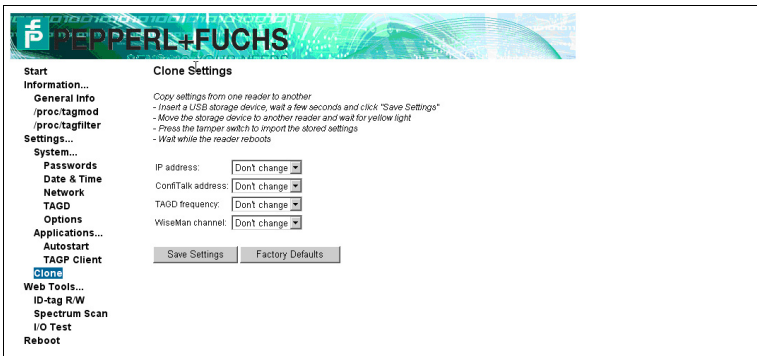 PEPPERL+FUCHS
Start
Information...
General Info
/proc/tagmod
/proc/tagfilter
Settings...
System...
Passwords
Date & Time
Network
TAGD
Options
Applications...
Autostart
TAGP Client
Clone
Web Tools...
ID-tag R/W
Spectrum Scan
I/O Test
Reboot
Clone Settings
Copy settings from one reader to another
- Insert a USB storage device, wait a few seconds and click "Save Settings"
- Move the storage device to another reader and wait for yellow light
- Press the tamper switch to import the stored settings
- Wait while the reader reboots
IP address: Don't change
ConfiTalk address: Don't change
TAGD frequency: Don't change
WiseMan channel: Don't change
Save Settings Factory Defaults